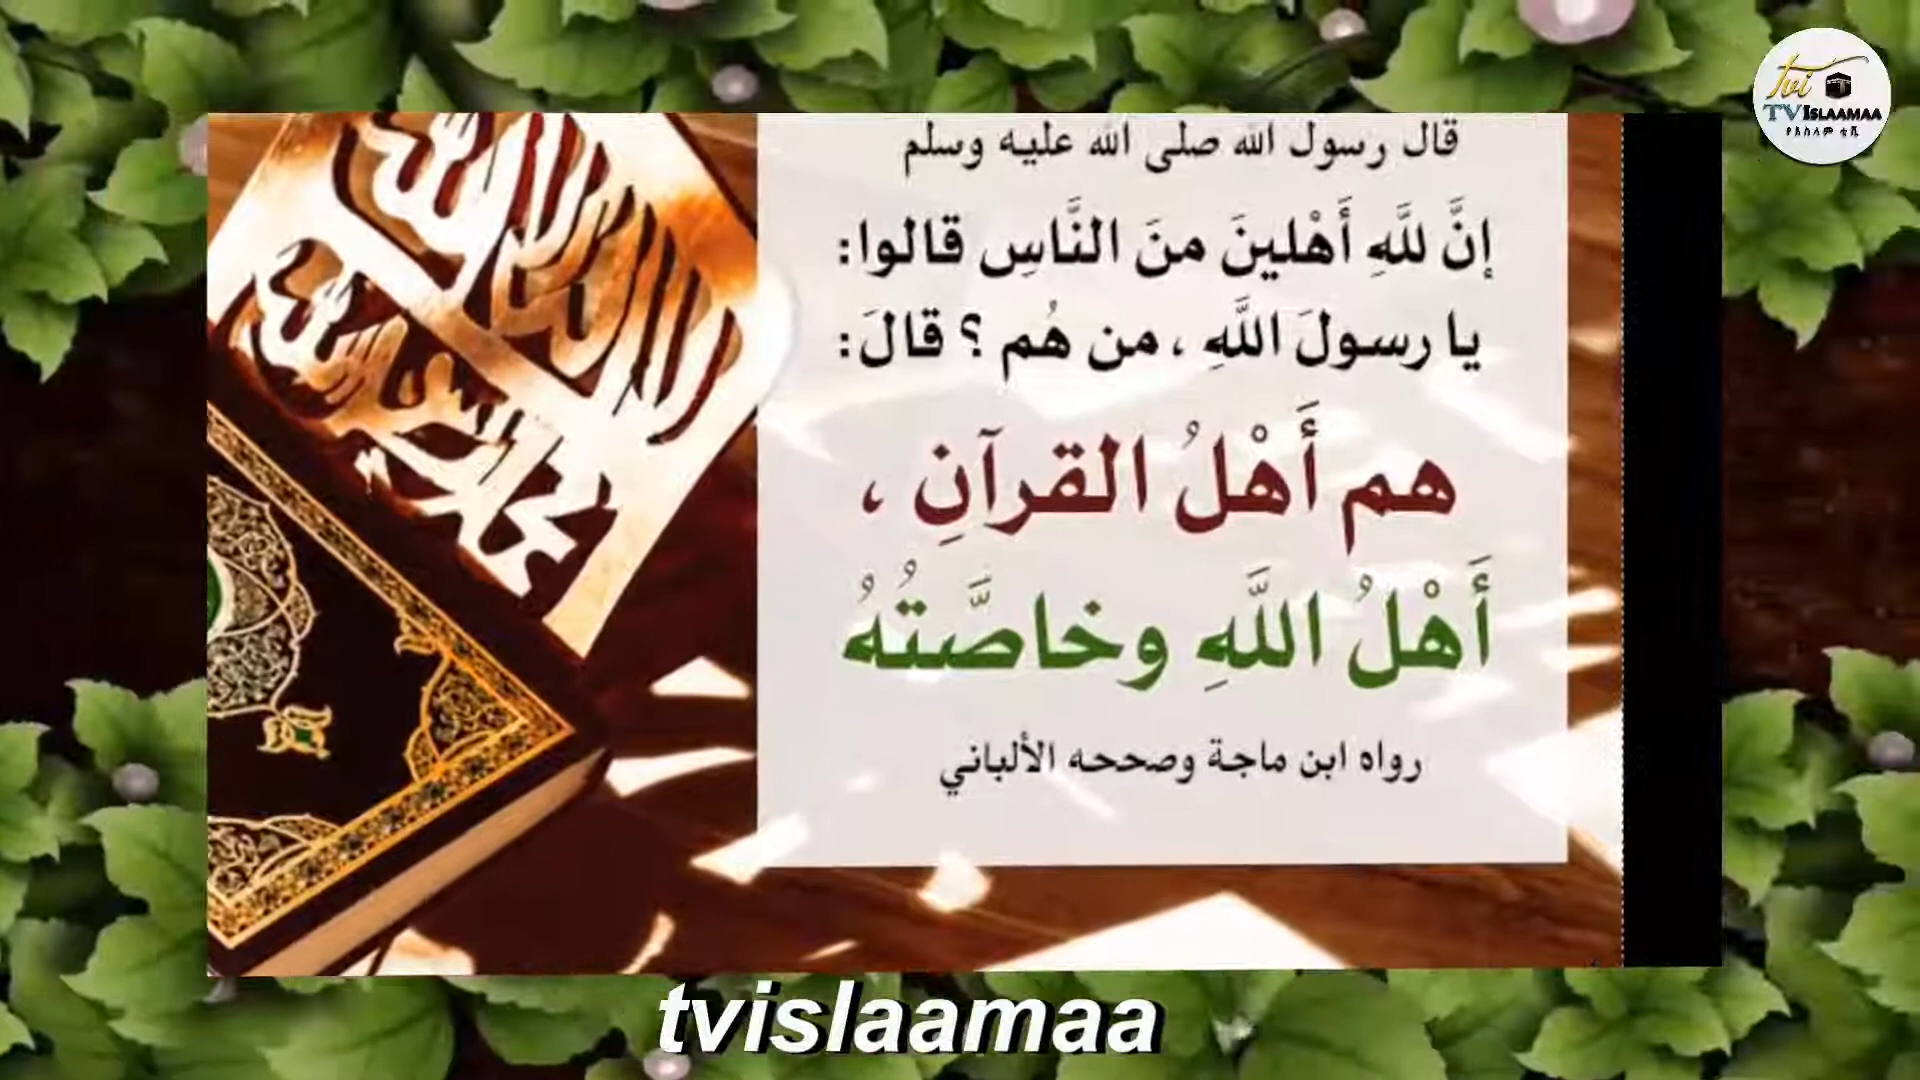 قال رسول الله صلى الله عليه وسلم
إنَّ للَّهِ أَهْلينَ منَ النَّاسِ قالوا:
يا رسولَ اللَّهِ ، من هُم ؟ قالَ:
هم أَهْلُ القرآنِ ،
أَهْلُ اللَّهِ وخاصَّتُهُ
رواه ابن ماجة وصححه الألباني
tvi
TV ISLAAMAA
tvislaamaa